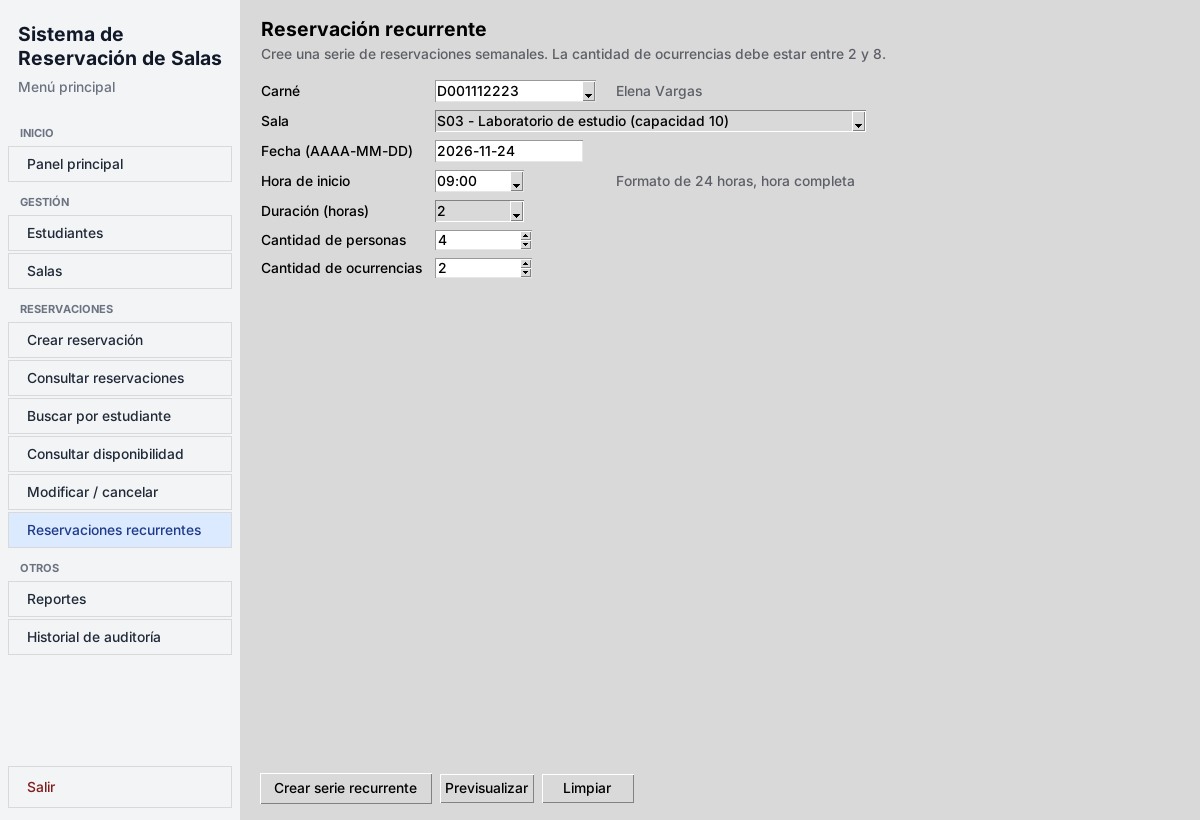 Sistema de
Reservación de Salas
Menú principal
INICIO
Panel principal
GESTIÓN
Estudiantes
Salas
RESERVACIONES
Crear reservación
Consultar reservaciones
Buscar por estudiante
Consultar disponibilidad
Modificar / cancelar
Reservaciones recurrentes
OTROS
Reportes
Historial de auditoría
Salir
Reservación recurrente
Cree una serie de reservaciones semanales. La cantidad de ocurrencias debe estar entre 2 y 8.
Carné D001112223 Elena Vargas
Sala S03 - Laboratorio de estudio (capacidad 10)
Fecha (AAAA-MM-DD) 2026-11-24
Hora de inicio 09:00 Formato de 24 horas, hora completa
Duración (horas) 2
Cantidad de personas 4
Cantidad de ocurrencias 2
Crear serie recurrente Previsualizar Limpiar